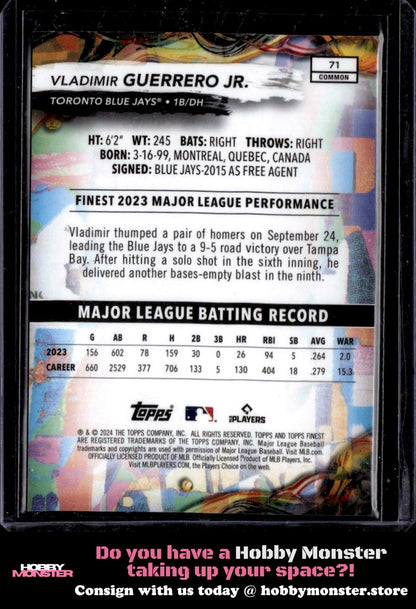 71
COMMON
VLADIMIR GUERRERO JR.
TORONTO BLUE JAYS® • 1B/DH
HT: 6'2" WT: 245 BATS: RIGHT THROWS: RIGHT
BORN: 3-16-99, MONTREAL, QUEBEC, CANADA
SIGNED: BLUE JAYS-2015 AS FREE AGENT
FINEST 2023 MAJOR LEAGUE PERFORMANCE
Vladimir thumped a pair of homers on September 24,
leading the Blue Jays to a 9-5 road victory over Tampa
Bay. After hitting a solo shot in the sixth inning, he
delivered another bases-empty blast in the ninth.
MAJOR LEAGUE BATTING RECORD
G AB R H 2B 3B HR RBI SB AVG WAR
2023 156 602 78 159 30 0 26 94 5 .264 2.0
CAREER 660 2529 377 706 133 5 130 404 18 .279 15.3
Topps
PLAYERS
® & © 2024 THE TOPPS COMPANY, INC. ALL RIGHTS RESERVED. TOPPS AND TOPPS FINEST
ARE REGISTERED TRADEMARKS OF THE TOPPS COMPANY, INC. Major League Baseball
trademarks and copyrights are used with permission of Major League Baseball. Visit MLB.com.
OFFICIALLY LICENSED PRODUCT OF MLB Players, Inc.
Visit MLBPLAYERS.COM, the Players Choice on the web.
Do you have a Hobby Monster
taking up your space?!
HOBBY
MONSTER
Consign with us today @ hobbymonster.store